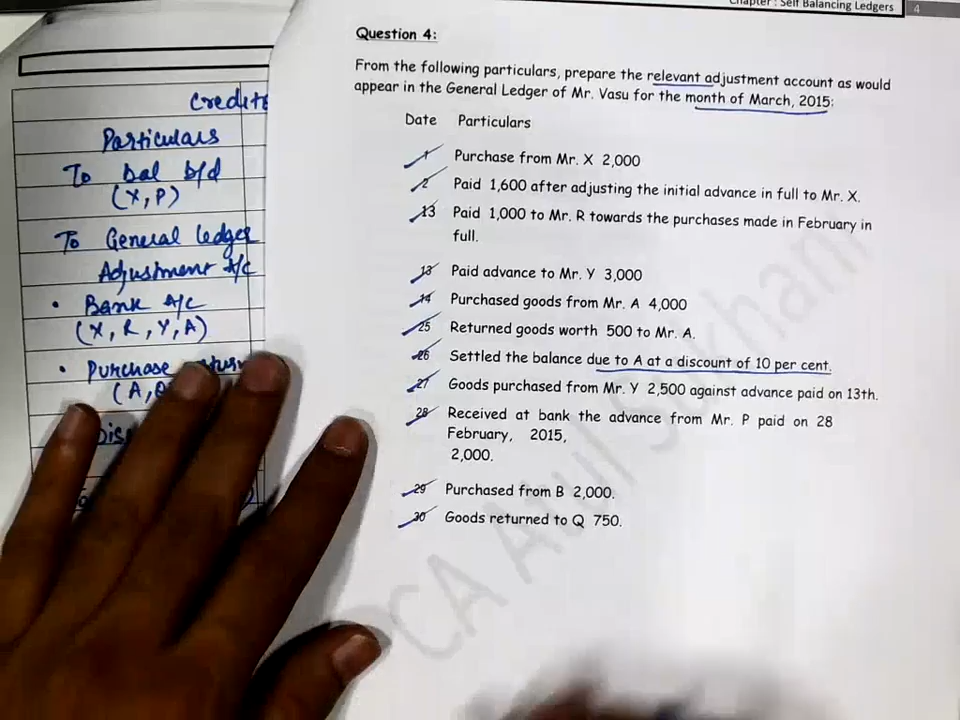 Chapter : Self Balancing Ledgers 4
Question 4:
From the following particulars, prepare the relevant adjustment account as would
appear in the General Ledger of Mr. Vasu for the month of March, 2015:
Date Particulars
1 Purchase from Mr. X 2,000
2 Paid 1,600 after adjusting the initial advance in full to Mr. X.
13 Paid 1,000 to Mr. R towards the purchases made in February in
full.
13 Paid advance to Mr. Y 3,000
14 Purchased goods from Mr. A 4,000
25 Returned goods worth 500 to Mr. A.
26 Settled the balance due to A at a discount of 10 per cent.
27 Goods purchased from Mr. Y 2,500 against advance paid on 13th.
28 Received at bank the advance from Mr. P paid on 28
February, 2015,
2,000.
29 Purchased from B 2,000.
30 Goods returned to Q 750.
Particulars
To bal b/d
(X, P)
To General ledger
Adjustment A/c
• Bank A/c
(X, R, Y, A)
• Purchase
(A,
CA Atul